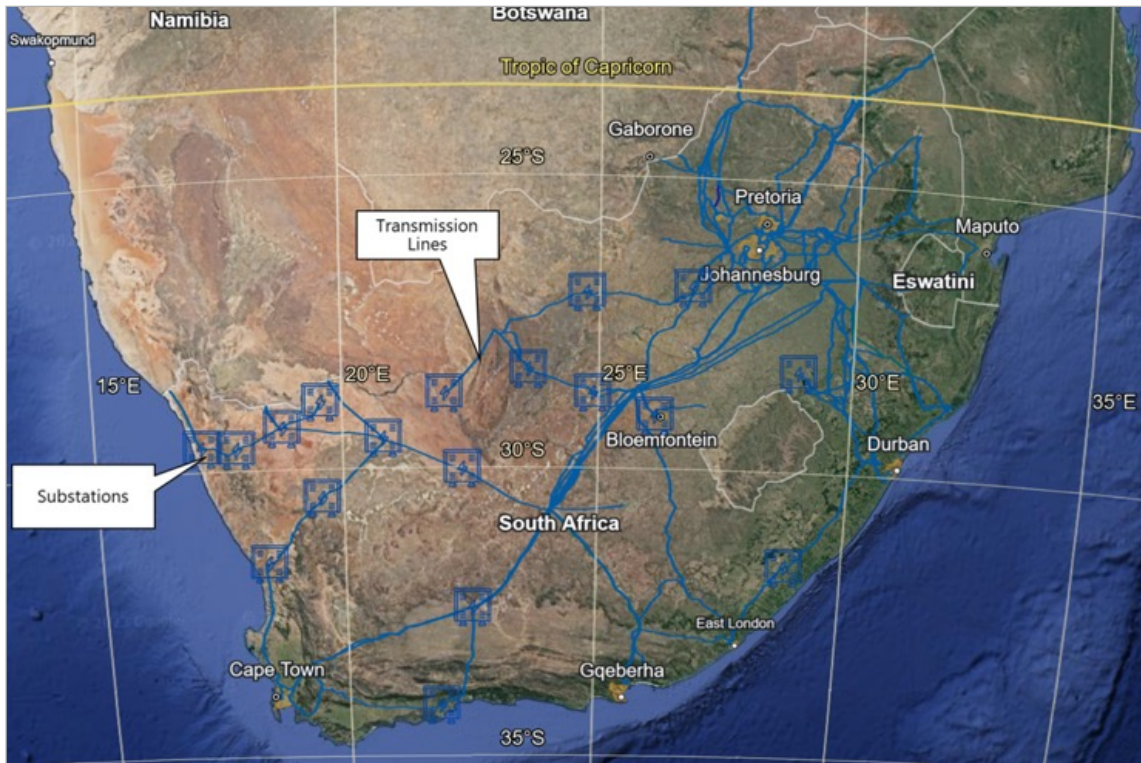 Namibia
Botswana
Swakopmund
Tropic of Capricorn
Gaborone
25°S
Pretoria
Transmission
Lines
Maputo
Johannesburg
Eswatini
15°E
20°E
25°E
30°E
35°E
Bloemfontein
30°S
Durban
Substations
South Africa
East London
Cape Town
Gqeberha
35°S